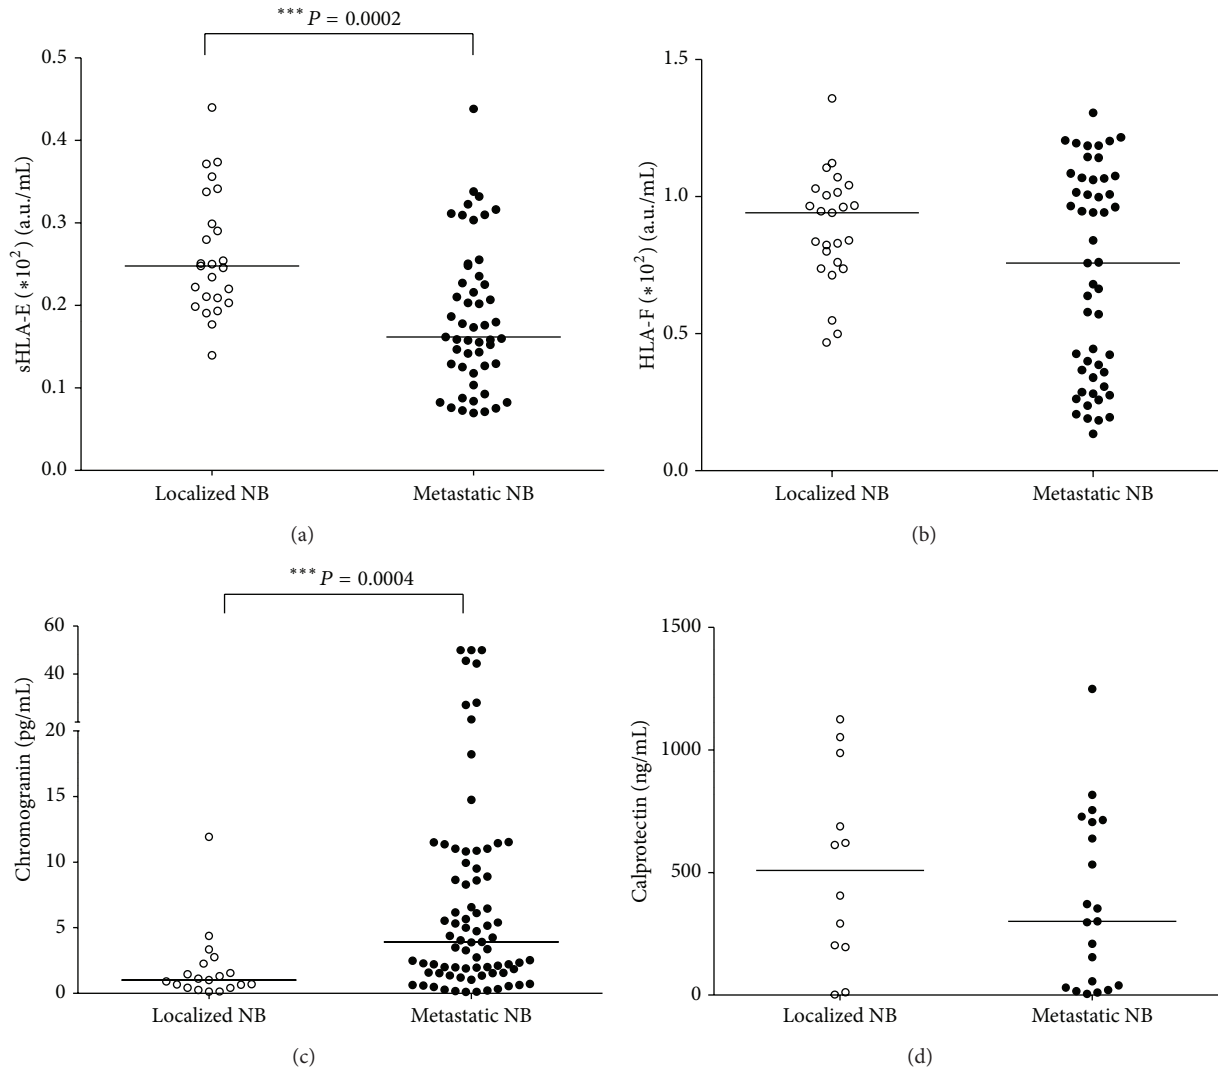 *** P = 0.0002
0.5
0.4
0.3
0.2
0.1
0.0
sHLA-E (∗10²) (a.u./mL)
Localized NB
Metastatic NB
(a)
1.5
1.0
0.5
0.0
HLA-F (∗10²) (a.u./mL)
Localized NB
Metastatic NB
(b)
*** P = 0.0004
60
40
20
15
10
5
0
Chromogranin (pg/mL)
Localized NB
Metastatic NB
(c)
1500
1000
500
0
Calprotectin (ng/mL)
Localized NB
Metastatic NB
(d)